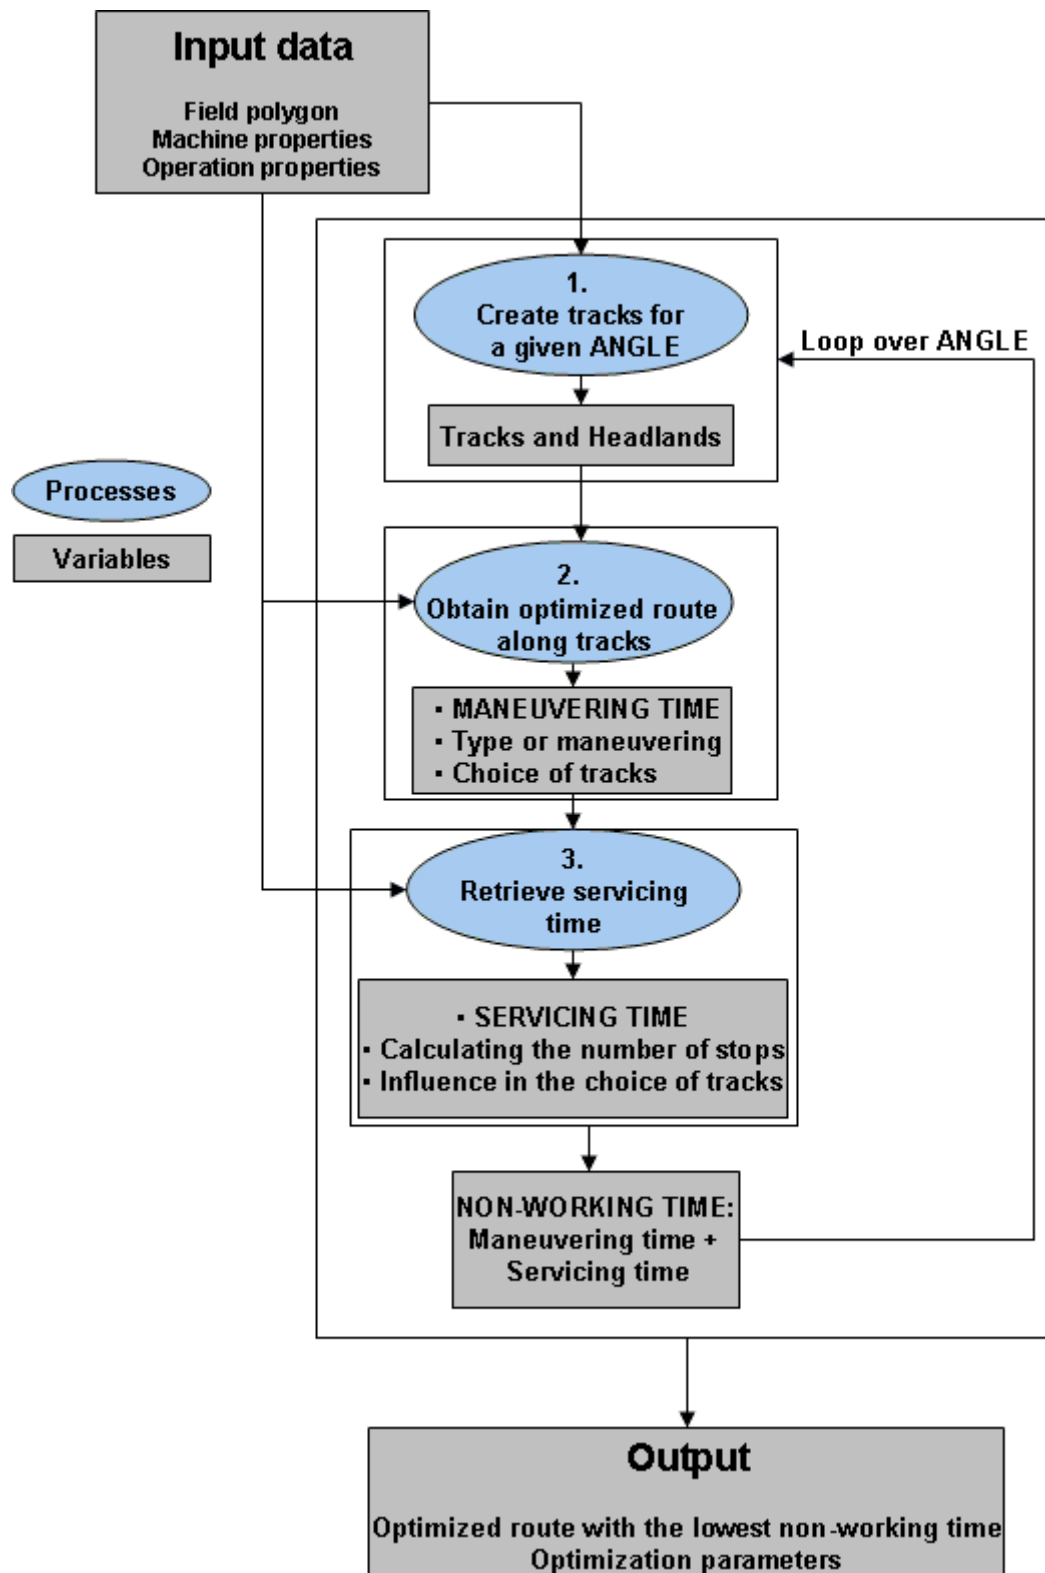 Input data
Field polygon
Machine properties
Operation properties
1.
Create tracks for
a given ANGLE
Loop over ANGLE
Tracks and Headlands
Processes
Variables
2.
Obtain optimized route
along tracks
▪ MANEUVERING TIME
▪ Type or maneuvering
▪ Choice of tracks
3.
Retrieve servicing
time
▪ SERVICING TIME
▪ Calculating the number of stops
▪ Influence in the choice of tracks
NON-WORKING TIME:
Maneuvering time +
Servicing time
Output
Optimized route with the lowest non-working time
Optimization parameters